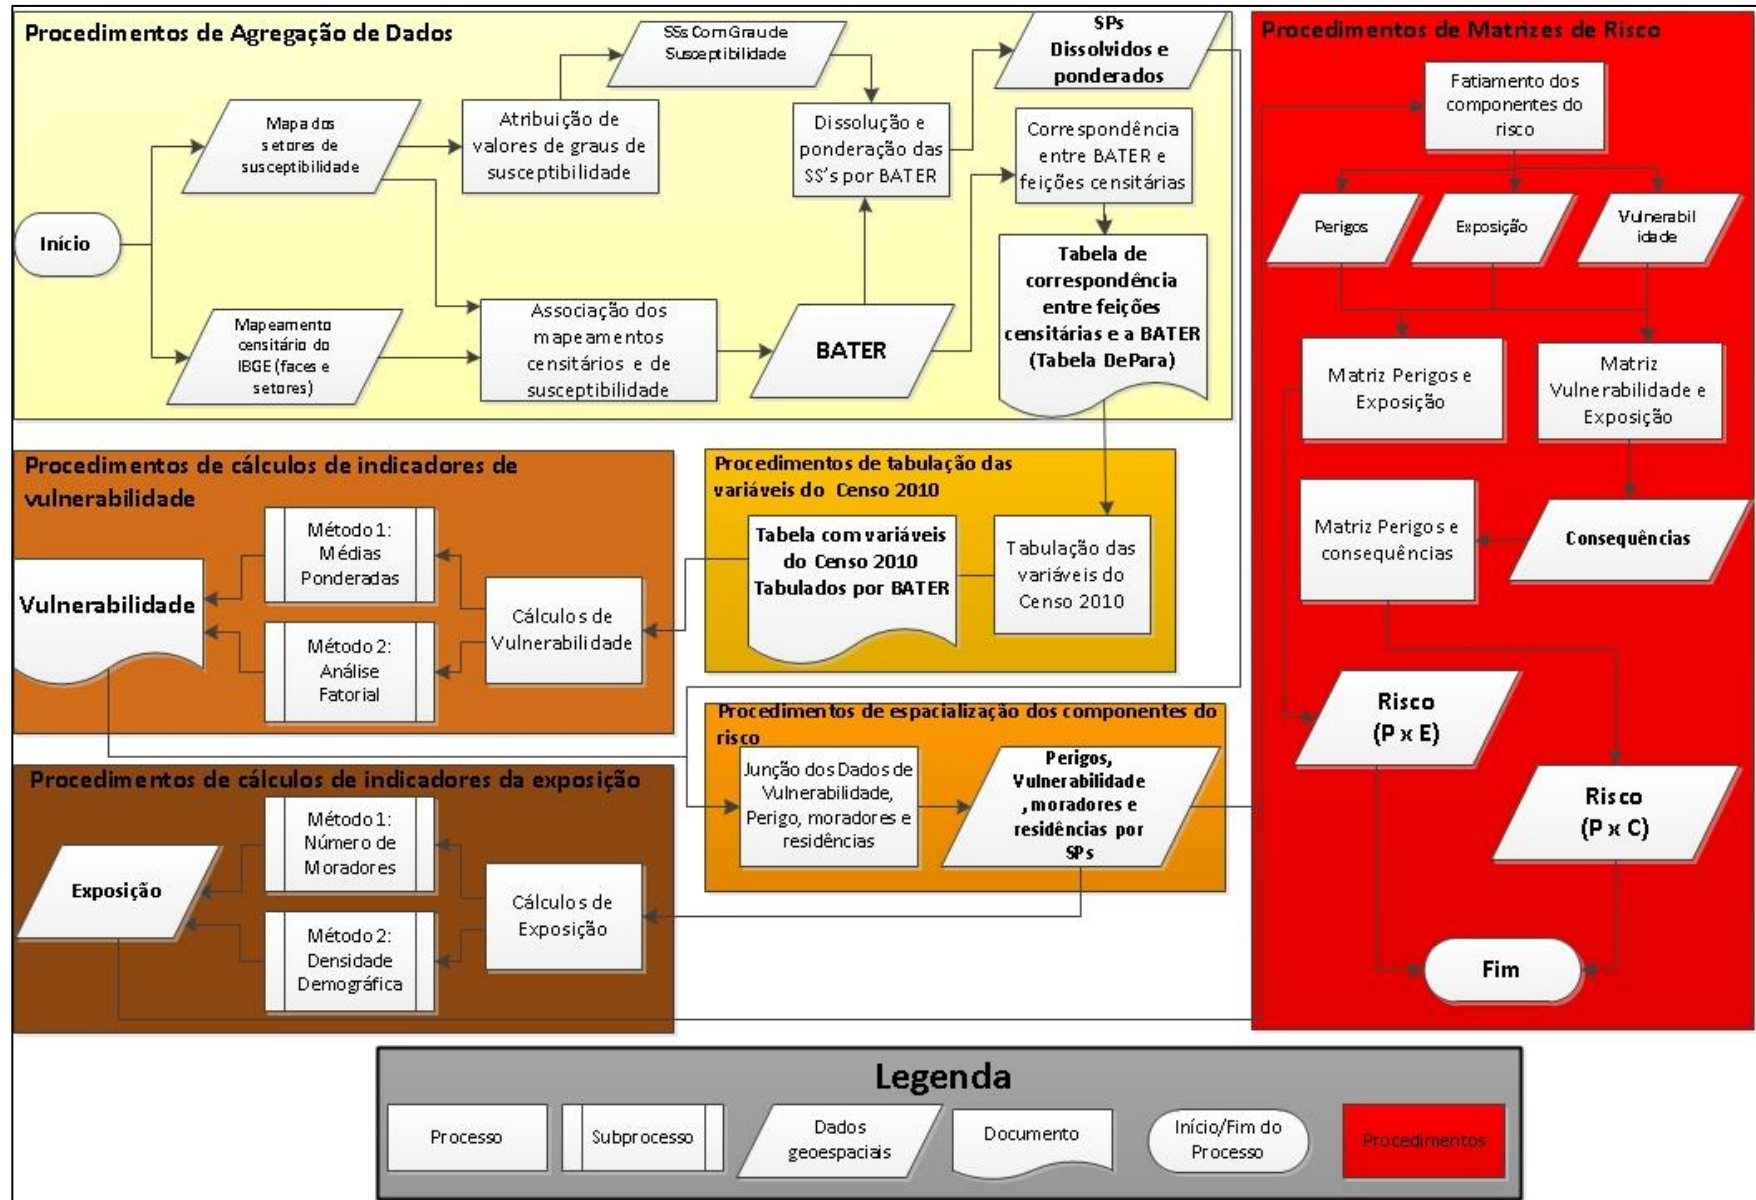 Procedimentos de Agregação de Dados
Início
Mapa dos
setores de
susceptibilidade
Mapeamento
censitário do
IBGE (faces e
setores)
Atribuição de
valores de graus de
susceptibilidade
SSs Com Grau de
Susceptibilidade
Associação dos
mapeamentos
censitários e de
susceptibilidade
BATER
Dissolução e
ponderação das
SS's por BATER
SPs
Dissolvidos e
ponderados
Correspondência
entre BATER e
feições censitárias
Tabela de
correspondência
entre feições
censitárias e a BATER
(Tabela DePara)
Procedimentos de cálculos de indicadores de
vulnerabilidade
Vulnerabilidade
Método 1:
Médias
Ponderadas
Método 2:
Análise
Fatorial
Cálculos de
Vulnerabilidade
Procedimentos de tabulação das
variáveis do Censo 2010
Tabela com variáveis
do Censo 2010
Tabulados por BATER
Tabulação das
variáveis do
Censo 2010
Procedimentos de cálculos de indicadores da exposição
Exposição
Método 1:
Número de
Moradores
Método 2:
Densidade
Demográfica
Cálculos de
Exposição
Procedimentos de espacialização dos componentes do
risco
Junção dos Dados de
Vulnerabilidade,
Perigo, moradores e
residências
Perigos,
Vulnerabilidade
, moradores e
residências por
SPs
Procedimentos de Matrizes de Risco
Fatiamento dos
componentes do
risco
Perigos
Exposição
Vulnerabil
idade
Matriz Perigos e
Exposição
Matriz
Vulnerabilidade e
Exposição
Matriz Perigos e
consequências
Consequências
Risco
(P x E)
Risco
(P x C)
Fim
Legenda
Processo
Subprocesso
Dados
geoespaciais
Documento
Início/Fim do
Processo
Procedimentos